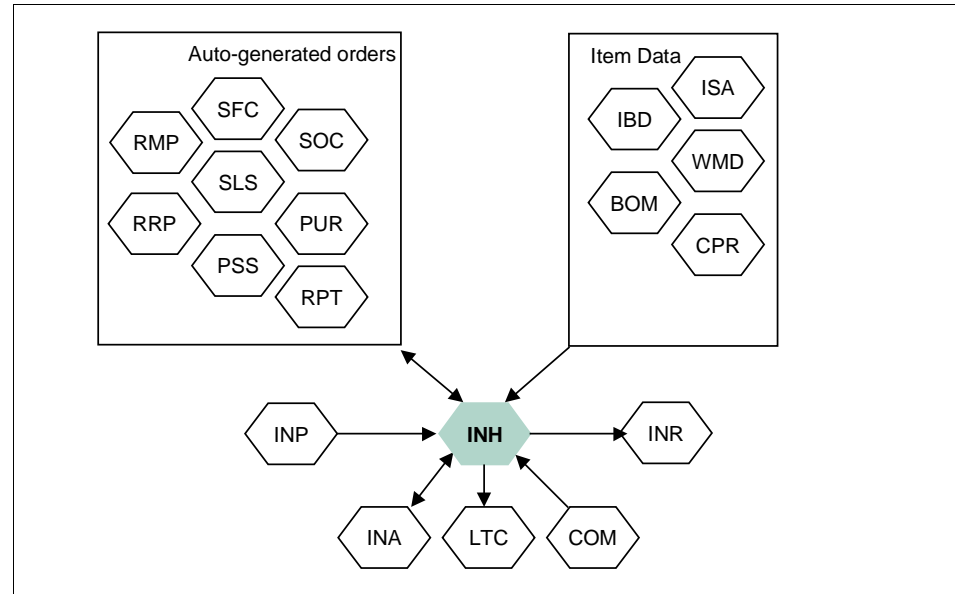 Auto-generated orders
SFC
RMP
SOC
SLS
RRP
PUR
PSS
RPT
Item Data
ISA
IBD
WMD
BOM
CPR
INP
INH
INR
INA
LTC
COM